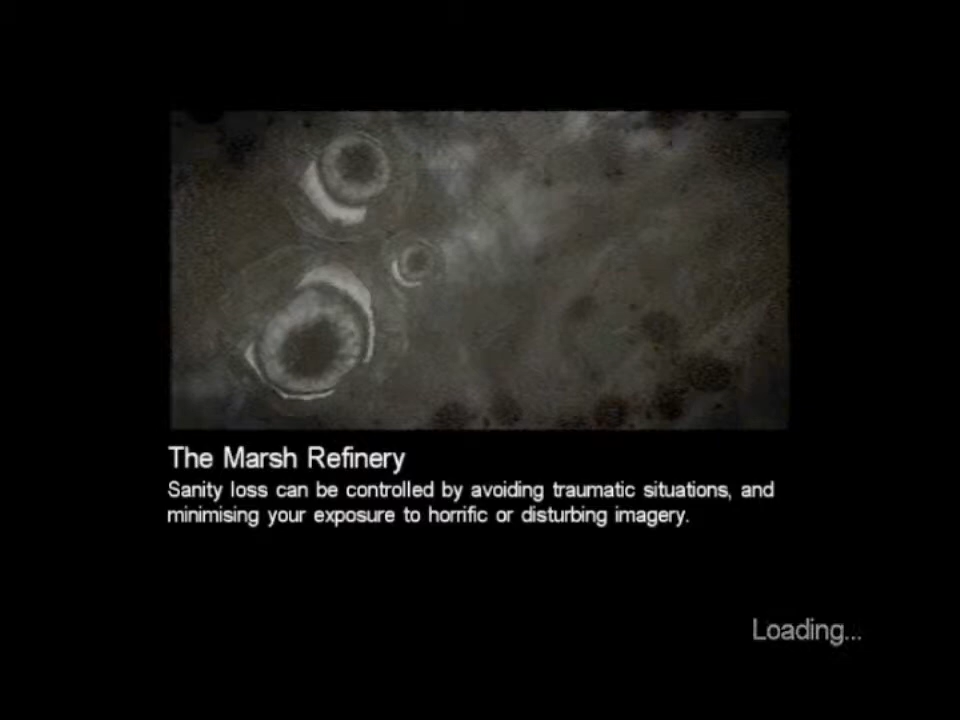 The Marsh Refinery
Sanity loss can be controlled by avoiding traumatic situations, and
minimising your exposure to horrific or disturbing imagery.
Loading...